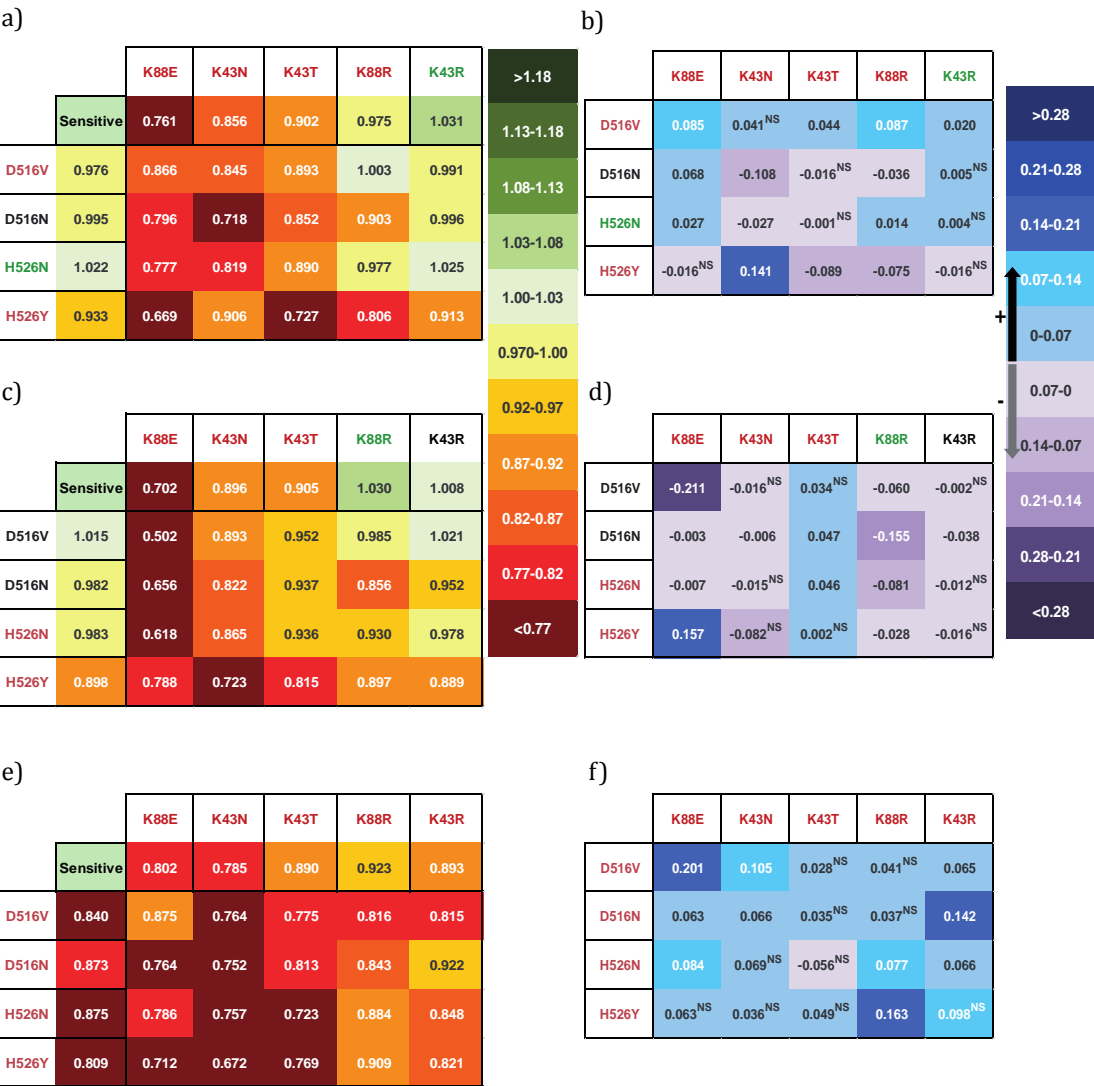 a)
K88E K43N K43T K88R K43R
Sensitive 0.761 0.856 0.902 0.975 1.031
D516V 0.976 0.866 0.845 0.893 1.003 0.991
D516N 0.995 0.796 0.718 0.852 0.903 0.996
H526N 1.022 0.777 0.819 0.890 0.977 1.025
H526Y 0.933 0.669 0.906 0.727 0.806 0.913
>1.18
1.13-1.18
1.08-1.13
1.03-1.08
1.00-1.03
0.970-1.00
0.92-0.97
0.87-0.92
0.82-0.87
0.77-0.82
<0.77
b)
K88E K43N K43T K88R K43R
D516V 0.085 0.041NS 0.044 0.087 0.020
D516N 0.068 -0.108 -0.016NS -0.036 0.005NS
H526N 0.027 -0.027 -0.001NS 0.014 0.004NS
H526Y -0.016NS 0.141 -0.089 -0.075 -0.016NS
>0.28
0.21-0.28
0.14-0.21
0.07-0.14
+
0-0.07
0.07-0
-
0.14-0.07
0.21-0.14
0.28-0.21
<0.28
c)
K88E K43N K43T K88R K43R
Sensitive 0.702 0.896 0.905 1.030 1.008
D516V 1.015 0.502 0.893 0.952 0.985 1.021
D516N 0.982 0.656 0.822 0.937 0.856 0.952
H526N 0.983 0.618 0.865 0.936 0.930 0.978
H526Y 0.898 0.788 0.723 0.815 0.897 0.889
d)
K88E K43N K43T K88R K43R
D516V -0.211 -0.016NS 0.034NS -0.060 -0.002NS
D516N -0.003 -0.006 0.047 -0.155 -0.038
H526N -0.007 -0.015NS 0.046 -0.081 -0.012NS
H526Y 0.157 -0.082NS 0.002NS -0.028 -0.016NS
e)
K88E K43N K43T K88R K43R
Sensitive 0.802 0.785 0.890 0.923 0.893
D516V 0.840 0.875 0.764 0.775 0.816 0.815
D516N 0.873 0.764 0.752 0.813 0.843 0.922
H526N 0.875 0.786 0.757 0.723 0.884 0.848
H526Y 0.809 0.712 0.672 0.769 0.909 0.821
f)
K88E K43N K43T K88R K43R
D516V 0.201 0.105 0.028NS 0.041NS 0.065
D516N 0.063 0.066 0.035NS 0.037NS 0.142
H526N 0.084 0.069NS -0.056NS 0.077 0.066
H526Y 0.063NS 0.036NS 0.049NS 0.163 0.098NS